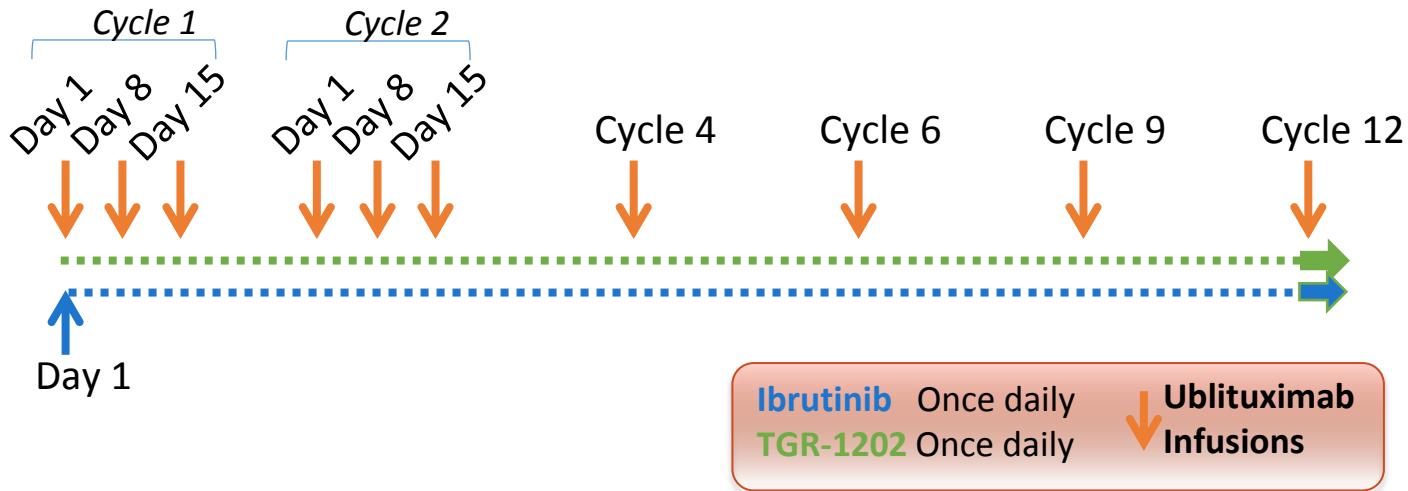 Cycle 1
Cycle 2
Day 1
Day 8
Day 15
Day 1
Day 8
Day 15
Cycle 4
Cycle 6
Cycle 9
Cycle 12
Day 1
Ibrutinib Once daily
TGR-1202 Once daily
Ublituximab
Infusions